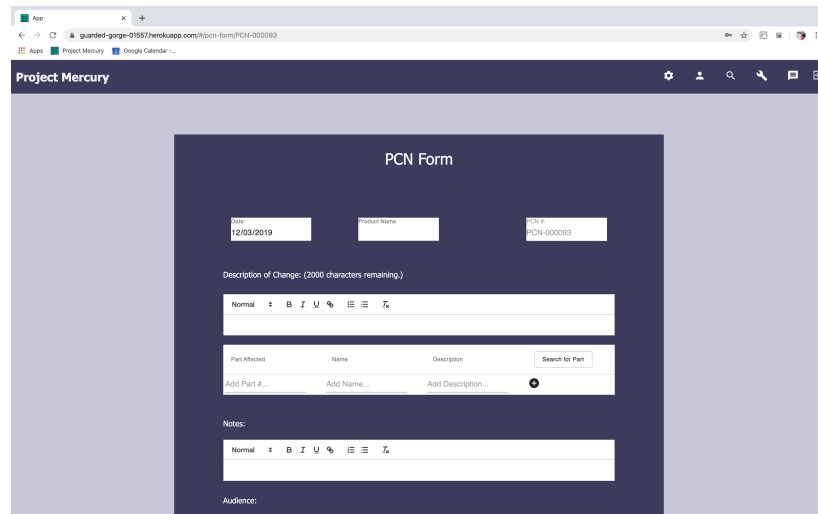 App
guarded-gorge-01557.herokuapp.com/#/pcn-form/PCN-000093
Apps Project Mercury Google Calendar -...
Project Mercury
PCN Form
Date: Product Name PCN #:
12/03/2019 PCN-000093
Description of Change: (2000 characters remaining.)
Normal B I U
Part Affected Name Description Search for Part
Add Part #... Add Name... Add Description...
Notes:
Normal B I U
Audience: